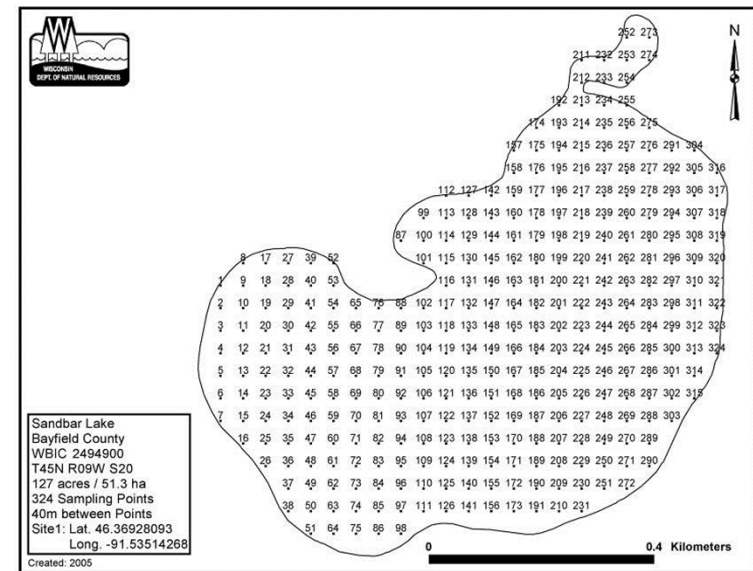 WISCONSIN
DEPT. OF NATURAL RESOURCES
N
252 273
211 232 253 274
212 233 254
192 213 234 255
174 193 214 235 256 275
157 175 194 215 236 257 276 291 304
158 176 195 216 237 258 277 292 305 316
112 127 142 159 177 196 217 238 259 278 293 306 317
99 113 128 143 160 178 197 218 239 260 279 294 307 318
87 100 114 129 144 161 179 198 219 240 261 280 295 308 319
8 17 27 39 52 101 115 130 145 162 180 199 220 241 262 281 296 309 320
1 9 18 28 40 53 116 131 146 163 181 200 221 242 263 282 297 310 321
2 10 19 29 41 54 65 76 88 102 117 132 147 164 182 201 222 243 264 283 298 311 322
3 11 20 30 42 55 66 77 89 103 118 133 148 165 183 202 223 244 265 284 299 312 323
4 12 21 31 43 56 67 78 90 104 119 134 149 166 184 203 224 245 266 285 300 313 324
5 13 22 32 44 57 68 79 91 105 120 135 150 167 185 204 225 246 267 286 301 314
6 14 23 33 45 58 69 80 92 106 121 136 151 168 186 205 226 247 268 287 302 315
7 15 24 34 46 59 70 81 93 107 122 137 152 169 187 206 227 248 269 288 303
16 25 35 47 60 71 82 94 108 123 138 153 170 188 207 228 249 270 289
26 36 48 61 72 83 95 109 124 139 154 171 189 208 229 250 271 290
37 49 62 73 84 96 110 125 140 155 172 190 209 230 251 272
38 50 63 74 85 97 111 126 141 156 173 191 210 231
51 64 75 86 98
Sandbar Lake
Bayfield County
WBIC 2494900
T45N R09W S20
127 acres / 51.3 ha
324 Sampling Points
40m between Points
Site1: Lat. 46.36928093
Long. -91.53514268
Created: 2005
0 0.4 Kilometers